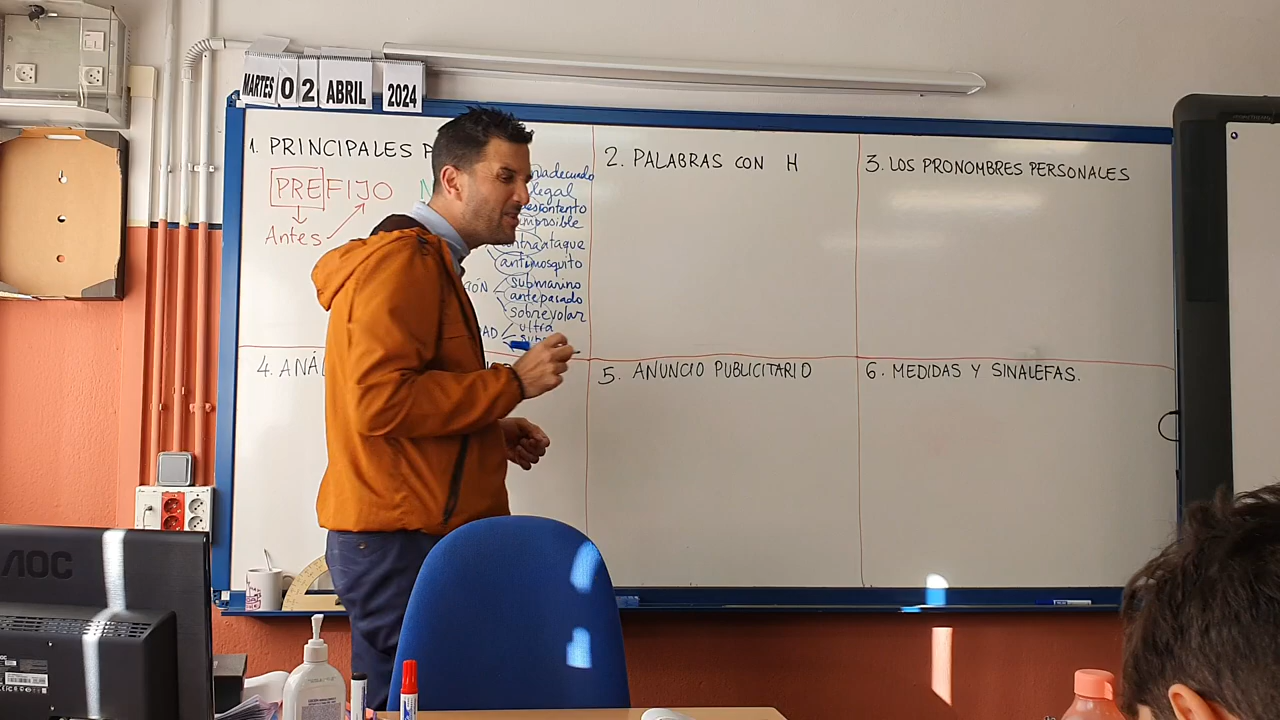 MARTES 02 ABRIL 2024
1. PRINCIPALES
PREFIJO
Antes
inadecuado
ilegal
descontento
imposible
contraataque
antimosquito
submarino
antepasado
sobrevolar
ultra
2. PALABRAS CON H
3. LOS PRONOMBRES PERSONALES
4. ANÁL
5. ANUNCIO PUBLICITARIO
6. MEDIDAS Y SINALEFAS.
AOC